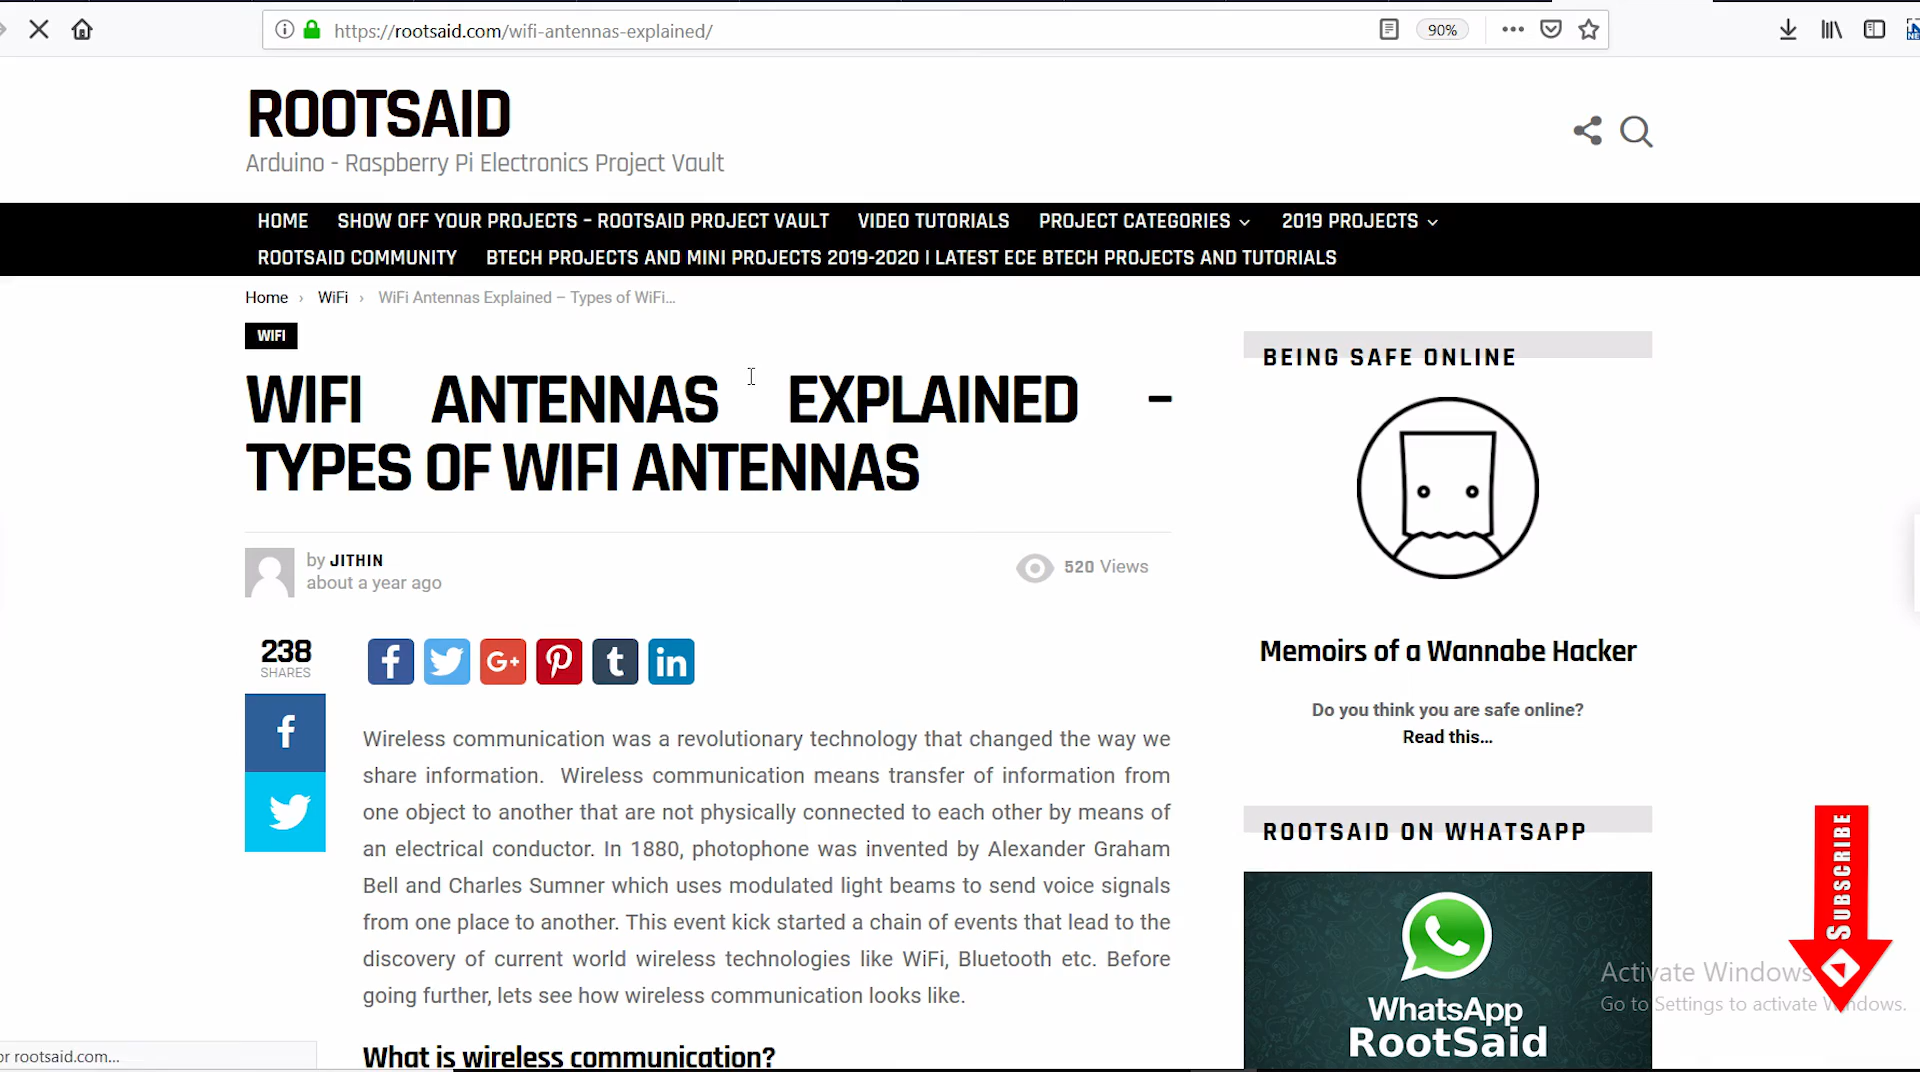 https://rootsaid.com/wifi-antennas-explained/
90%
ROOTSAID
Arduino - Raspberry Pi Electronics Project Vault
HOME SHOW OFF YOUR PROJECTS – ROOTSAID PROJECT VAULT VIDEO TUTORIALS PROJECT CATEGORIES 2019 PROJECTS
ROOTSAID COMMUNITY BTECH PROJECTS AND MINI PROJECTS 2019-2020 | LATEST ECE BTECH PROJECTS AND TUTORIALS
Home › WiFi › WiFi Antennas Explained – Types of WiFi...
WIFI
WIFI ANTENNAS EXPLAINED –
TYPES OF WIFI ANTENNAS
by JITHIN
about a year ago
520 Views
238
SHARES
Wireless communication was a revolutionary technology that changed the way we
share information. Wireless communication means transfer of information from
one object to another that are not physically connected to each other by means of
an electrical conductor. In 1880, photophone was invented by Alexander Graham
Bell and Charles Sumner which uses modulated light beams to send voice signals
from one place to another. This event kick started a chain of events that lead to the
discovery of current world wireless technologies like WiFi, Bluetooth etc. Before
going further, lets see how wireless communication looks like.
What is wireless communication?
BEING SAFE ONLINE
Memoirs of a Wannabe Hacker
Do you think you are safe online?
Read this...
ROOTSAID ON WHATSAPP
WhatsApp
RootSaid
SUBSCRIBE
Activate Windows
Go to Settings to activate Windows.
or rootsaid.com...